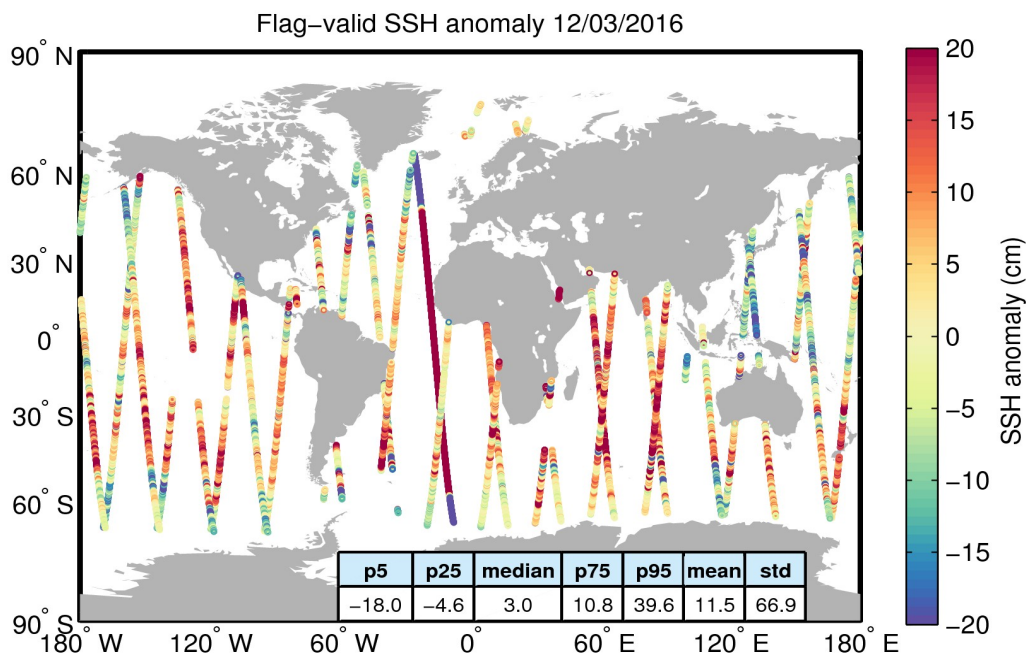 Flag−valid SSH anomaly 12/03/2016
90° N
60° N
30° N
0°
30° S
60° S
90° S
180° W
120° W
60° W
0°
60° E
120° E
180° E
p5 p25 median p75 p95 mean std
−18.0 −4.6 3.0 10.8 39.6 11.5 66.9
20
15
10
5
0
−5
−10
−15
−20
SSH anomaly (cm)